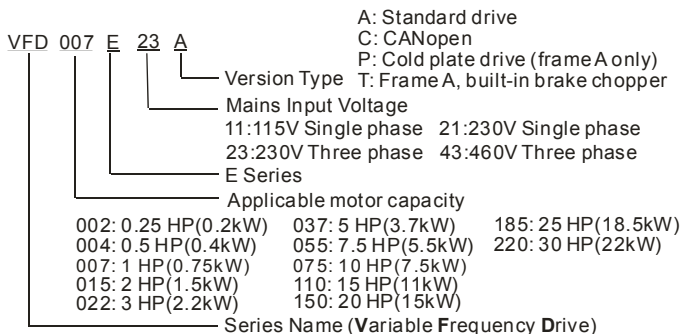 A: Standard drive
C: CANopen
P: Cold plate drive (frame A only)
T: Frame A, built-in brake chopper
VFD 007 E 23 A
Version Type
Mains Input Voltage
11:115V Single phase 21:230V Single phase
23:230V Three phase 43:460V Three phase
E Series
Applicable motor capacity
002: 0.25 HP(0.2kW) 037: 5 HP(3.7kW) 185: 25 HP(18.5kW)
004: 0.5 HP(0.4kW) 055: 7.5 HP(5.5kW) 220: 30 HP(22kW)
007: 1 HP(0.75kW) 075: 10 HP(7.5kW)
015: 2 HP(1.5kW) 110: 15 HP(11kW)
022: 3 HP(2.2kW) 150: 20 HP(15kW)
Series Name (Variable Frequency Drive)